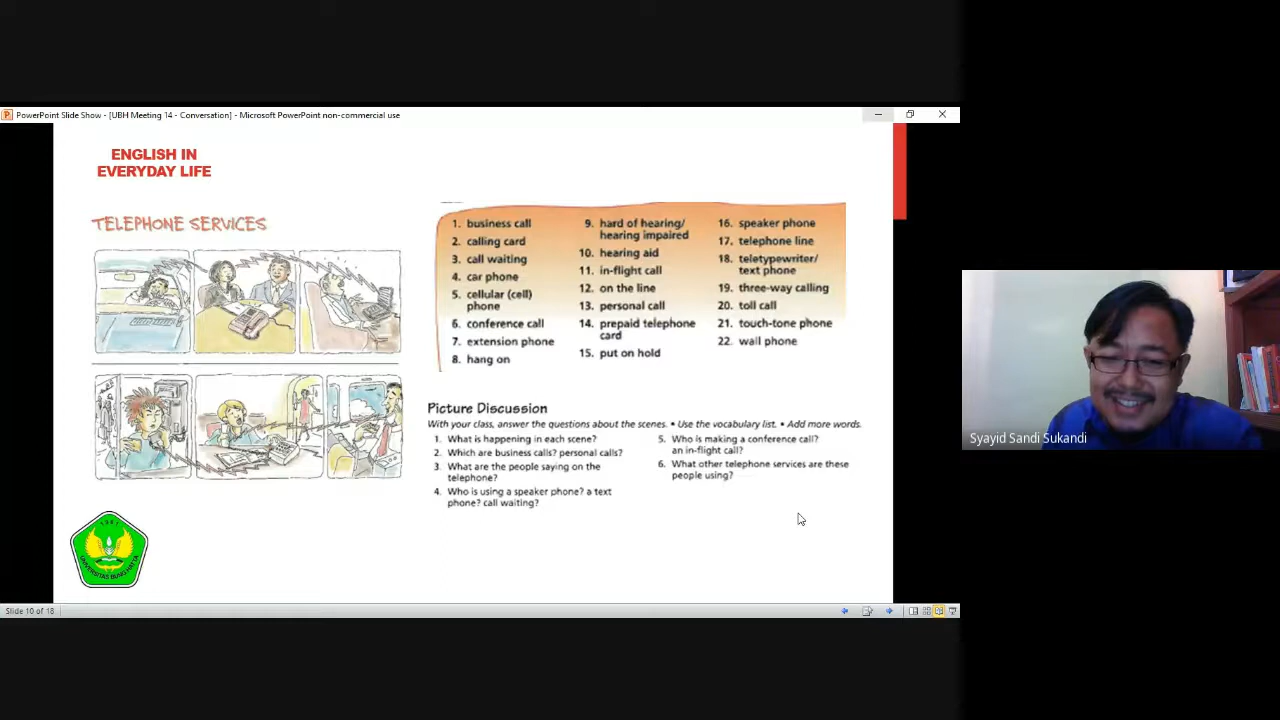 PowerPoint Slide Show - [UBH Meeting 14 - Conversation] - Microsoft PowerPoint non-commercial use
ENGLISH IN
EVERYDAY LIFE
TELEPHONE SERVICES
1. business call
2. calling card
3. call waiting
4. car phone
5. cellular (cell)
phone
6. conference call
7. extension phone
8. hang on
9. hard of hearing/
hearing impaired
10. hearing aid
11. in-flight call
12. on the line
13. personal call
14. prepaid telephone
card
15. put on hold
16. speaker phone
17. telephone line
18. teletypewriter/
text phone
19. three-way calling
20. toll call
21. touch-tone phone
22. wall phone
Picture Discussion
With your class, answer the questions about the scenes. • Use the vocabulary list. • Add more words.
1. What is happening in each scene?
2. Which are business calls? personal calls?
3. What are the people saying on the
telephone?
4. Who is using a speaker phone? a text
phone? call waiting?
5. Who is making a conference call?
an in-flight call?
6. What other telephone services are these
people using?
1981
UNIVERSITAS BUNG HATTA
Slide 10 of 18
Syayid Sandi Sukandi